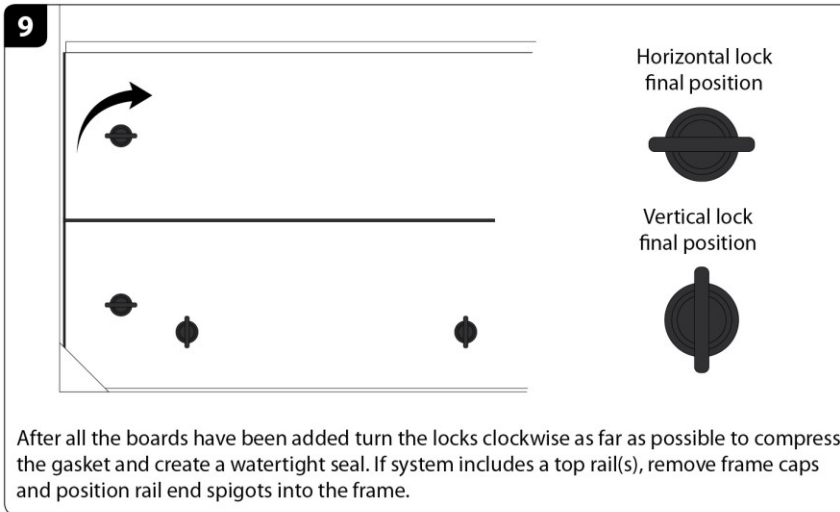 9
Horizontal lock
final position
Vertical lock
final position
After all the boards have been added turn the locks clockwise as far as possible to compress
the gasket and create a watertight seal. If system includes a top rail(s), remove frame caps
and position rail end spigots into the frame.